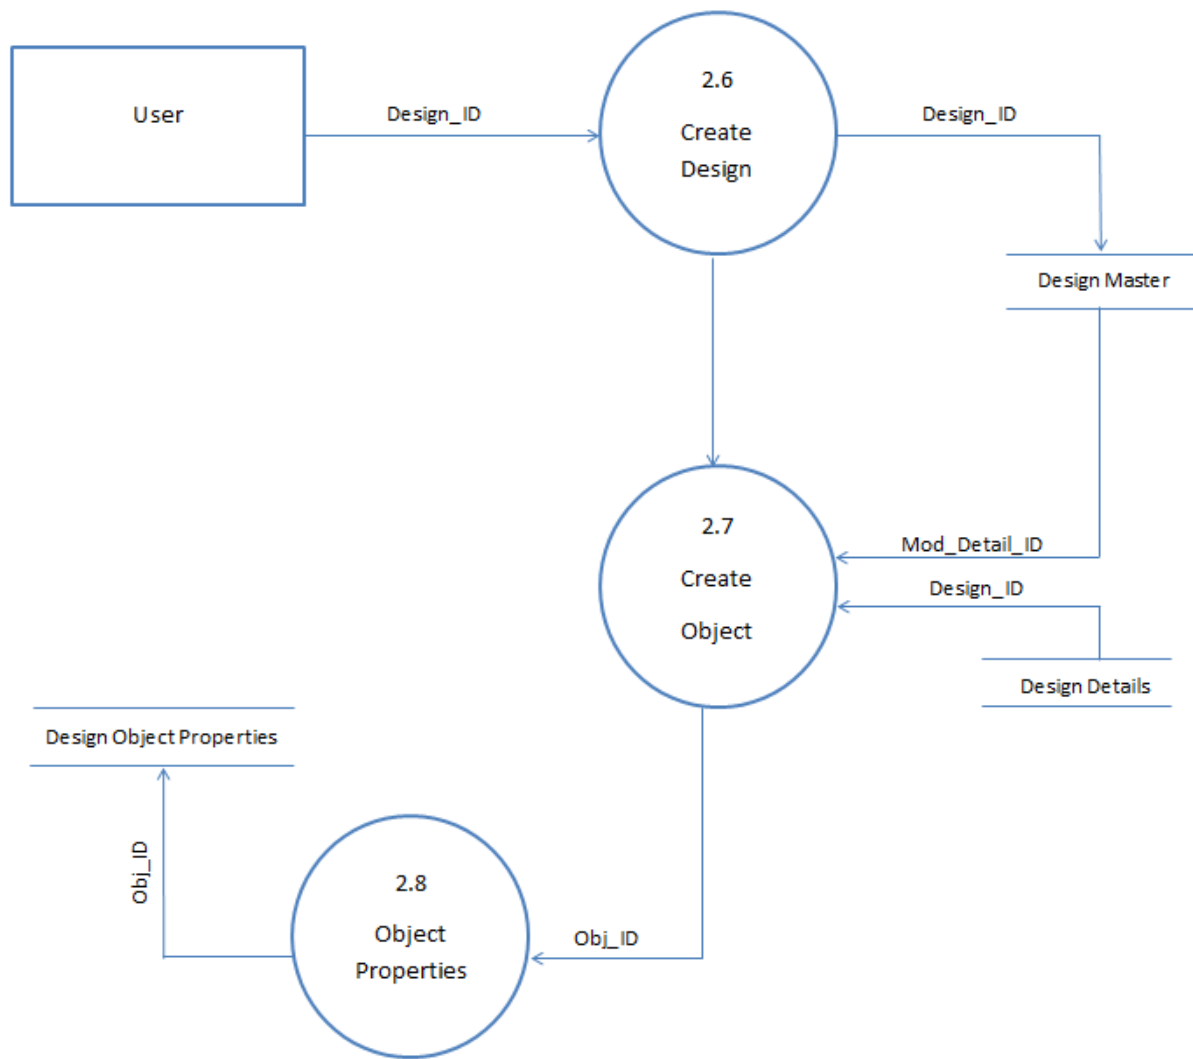 User
Design_ID
2.6
Create
Design
Design_ID
Design Master
2.7
Create
Object
Mod_Detail_ID
Design_ID
Design Details
Design Object Properties
Obj_ID
2.8
Object
Properties
Obj_ID